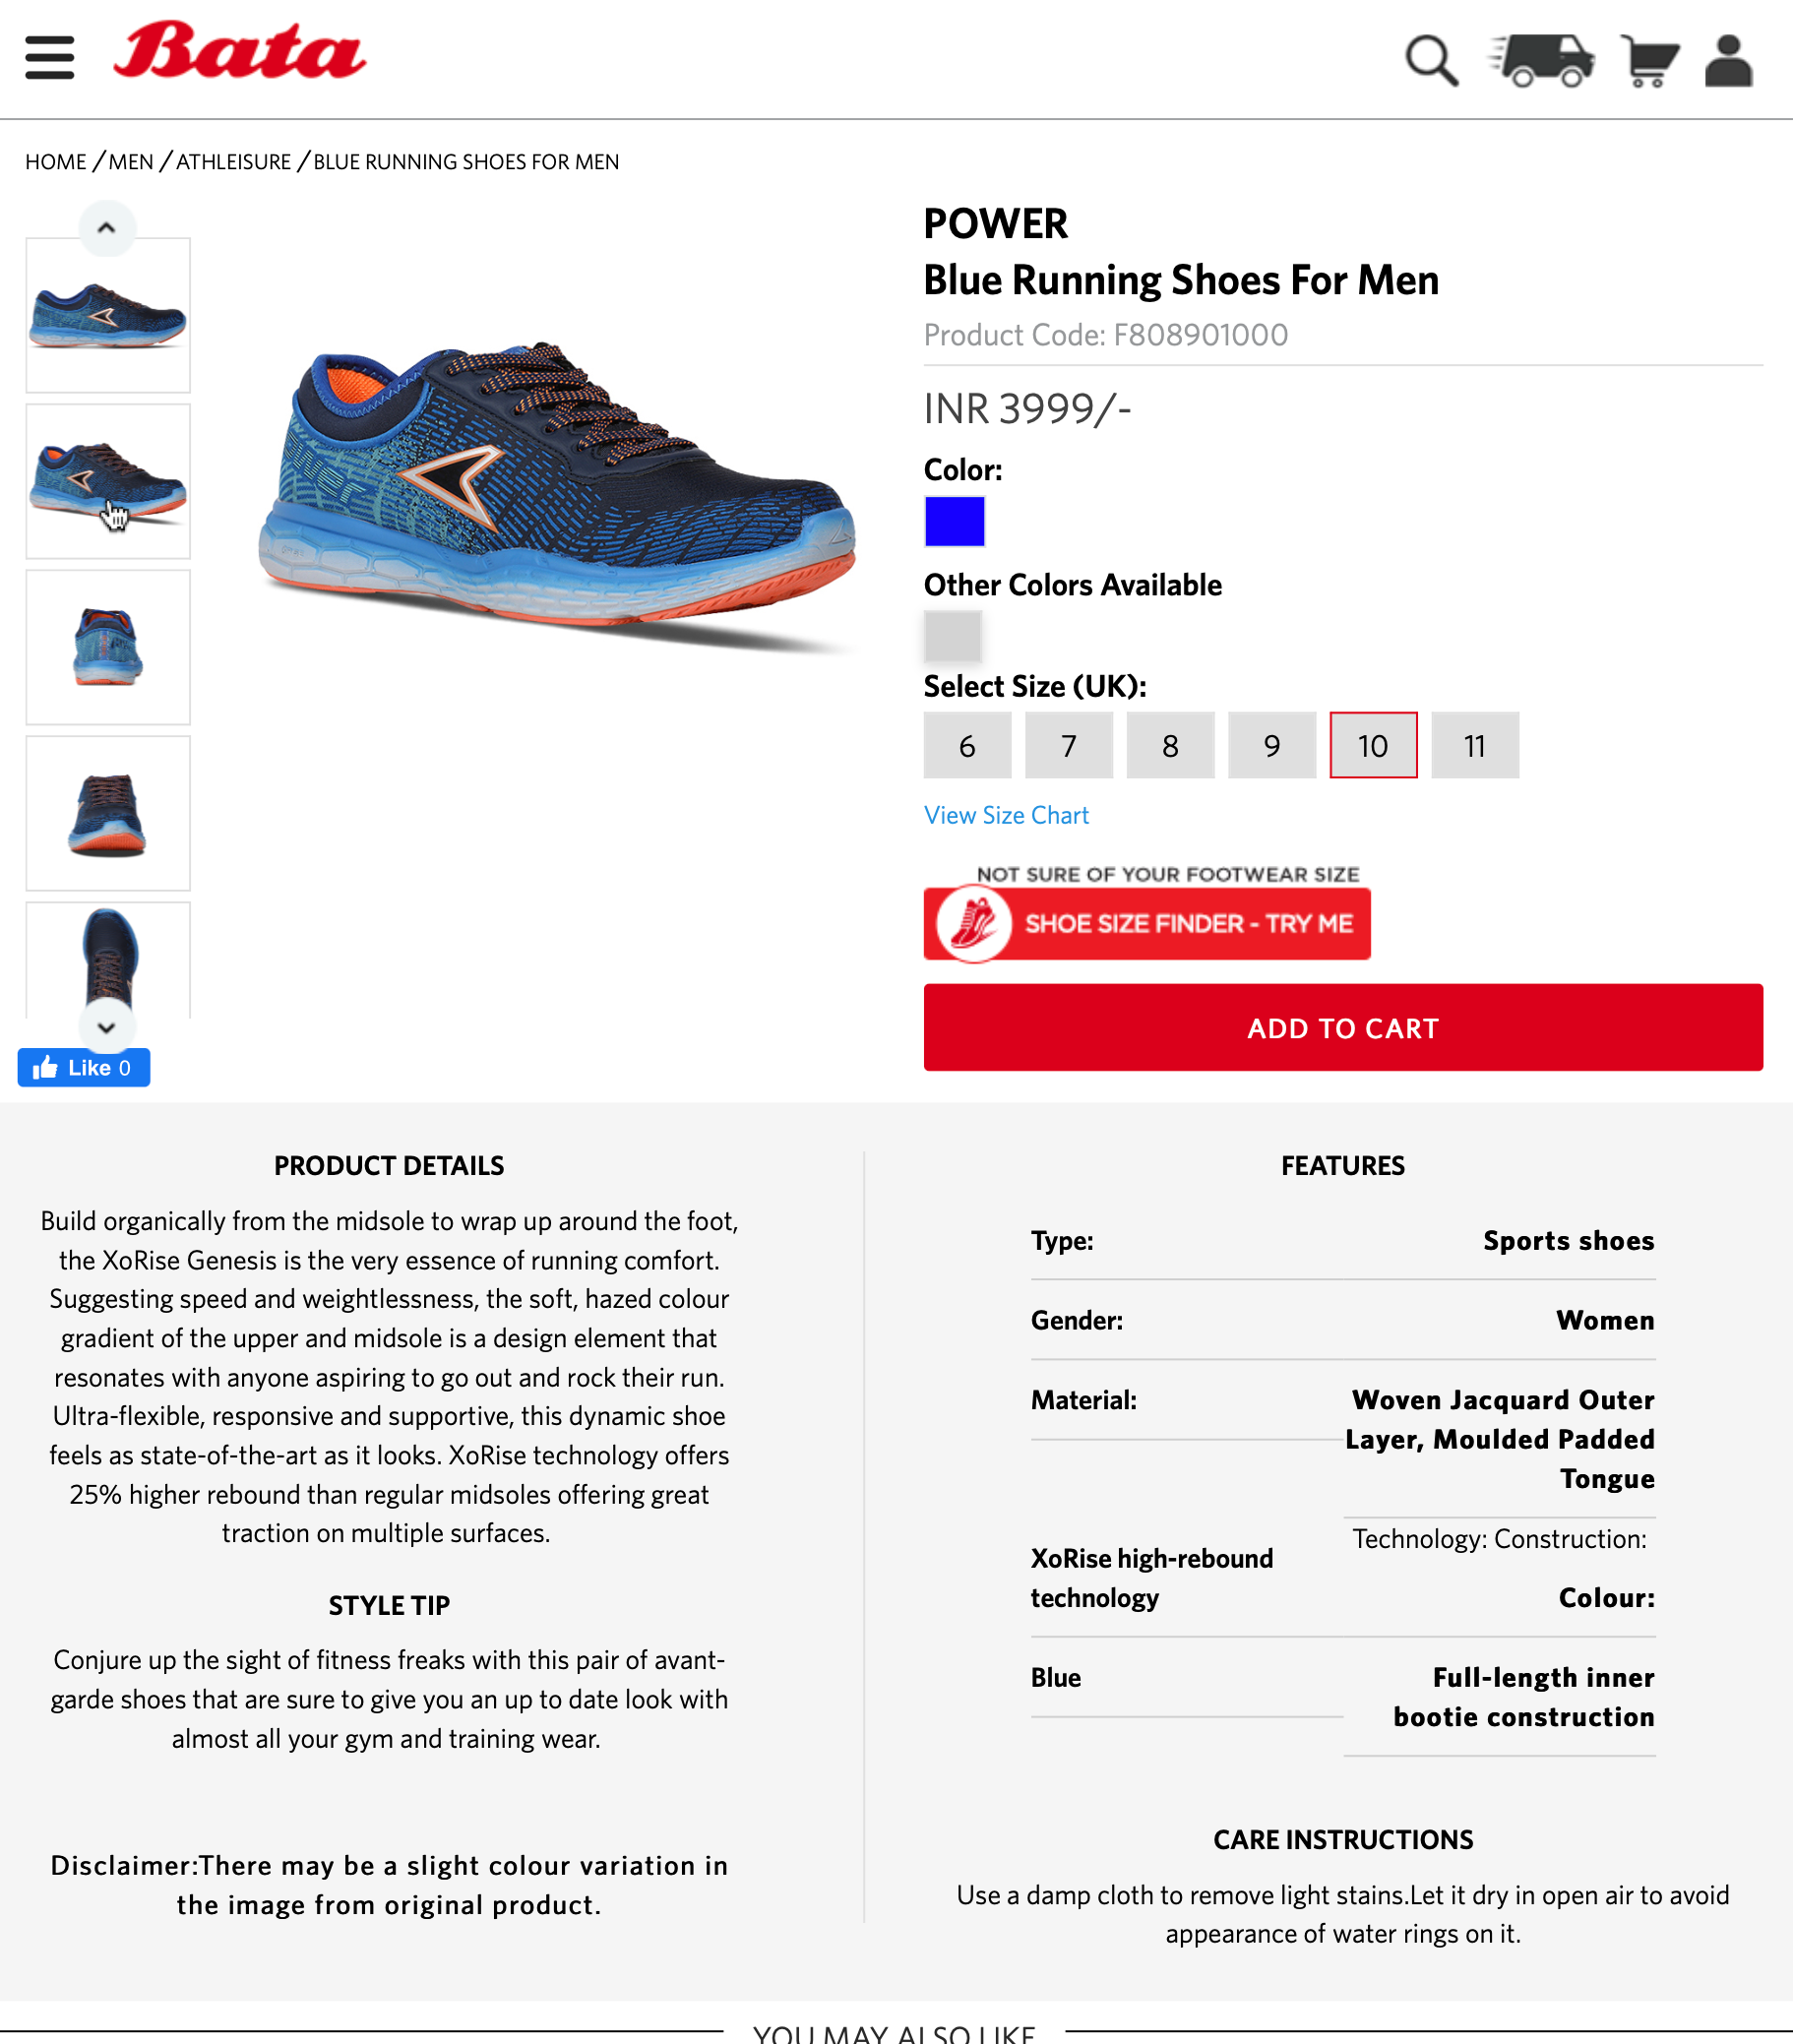 Bata
HOME / MEN / ATHLEISURE / BLUE RUNNING SHOES FOR MEN
POWER
Blue Running Shoes For Men
Product Code: F808901000
INR 3999/-
Color:
Other Colors Available
Select Size (UK):
6 7 8 9 10 11
View Size Chart
NOT SURE OF YOUR FOOTWEAR SIZE
SHOE SIZE FINDER - TRY ME
ADD TO CART
Like 0
PRODUCT DETAILS
Build organically from the midsole to wrap up around the foot,
the XoRise Genesis is the very essence of running comfort.
Suggesting speed and weightlessness, the soft, hazed colour
gradient of the upper and midsole is a design element that
resonates with anyone aspiring to go out and rock their run.
Ultra-flexible, responsive and supportive, this dynamic shoe
feels as state-of-the-art as it looks. XoRise technology offers
25% higher rebound than regular midsoles offering great
traction on multiple surfaces.
STYLE TIP
Conjure up the sight of fitness freaks with this pair of avant-
garde shoes that are sure to give you an up to date look with
almost all your gym and training wear.
Disclaimer:There may be a slight colour variation in
the image from original product.
FEATURES
Type: Sports shoes
Gender: Women
Material: Woven Jacquard Outer
Layer, Moulded Padded
Tongue
Technology: Construction:
XoRise high-rebound
technology Colour:
Blue Full-length inner
bootie construction
CARE INSTRUCTIONS
Use a damp cloth to remove light stains.Let it dry in open air to avoid
appearance of water rings on it.
YOU MAY ALSO LIKE